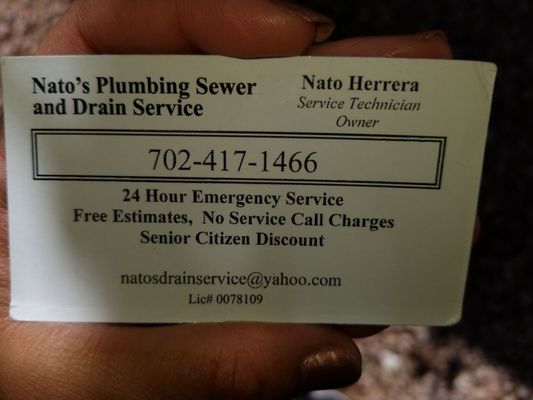 Nato's Plumbing Sewer
and Drain Service
Nato Herrera
Service Technician
Owner
702-417-1466
24 Hour Emergency Service
Free Estimates, No Service Call Charges
Senior Citizen Discount
natosdrainservice@yahoo.com
Lic# 0078109